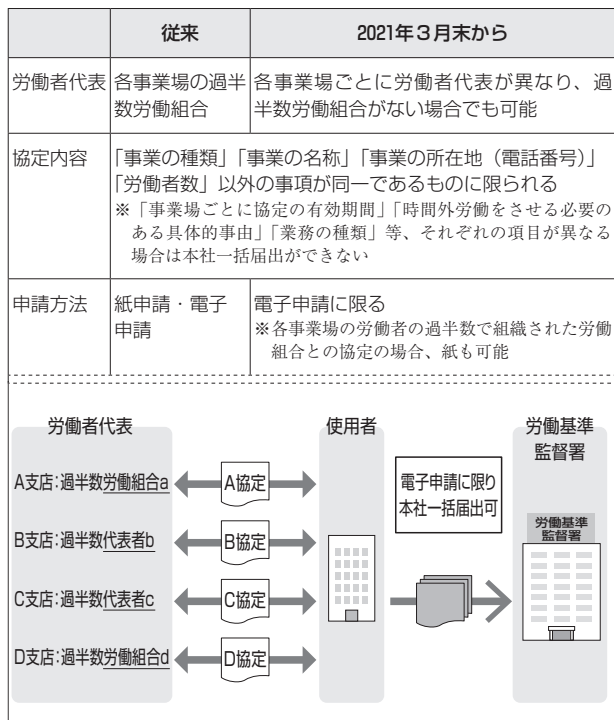 従来
2021年３月末から
労働者代表
各事業場の過半
数労働組合
各事業場ごとに労働者代表が異なり、過
半数労働組合がない場合でも可能
協定内容
「事業の種類」「事業の名称」「事業の所在地（電話番号）」
「労働者数」以外の事項が同一であるものに限られる
※「事業場ごとに協定の有効期間」「時間外労働をさせる必要の
ある具体的事由」「業務の種類」等、それぞれの項目が異なる
場合は本社一括届出ができない
申請方法
紙申請・電子
申請
電子申請に限る
※各事業場の労働者の過半数で組織された労働
組合との協定の場合、紙も可能
労働者代表
使用者
労働基準
監督署
A支店：過半数労働組合a
A協定
電子申請に限り
本社一括届出可
労働基準
監督署
B支店：過半数代表者b
B協定
C支店：過半数代表者c
C協定
D支店：過半数労働組合d
D協定